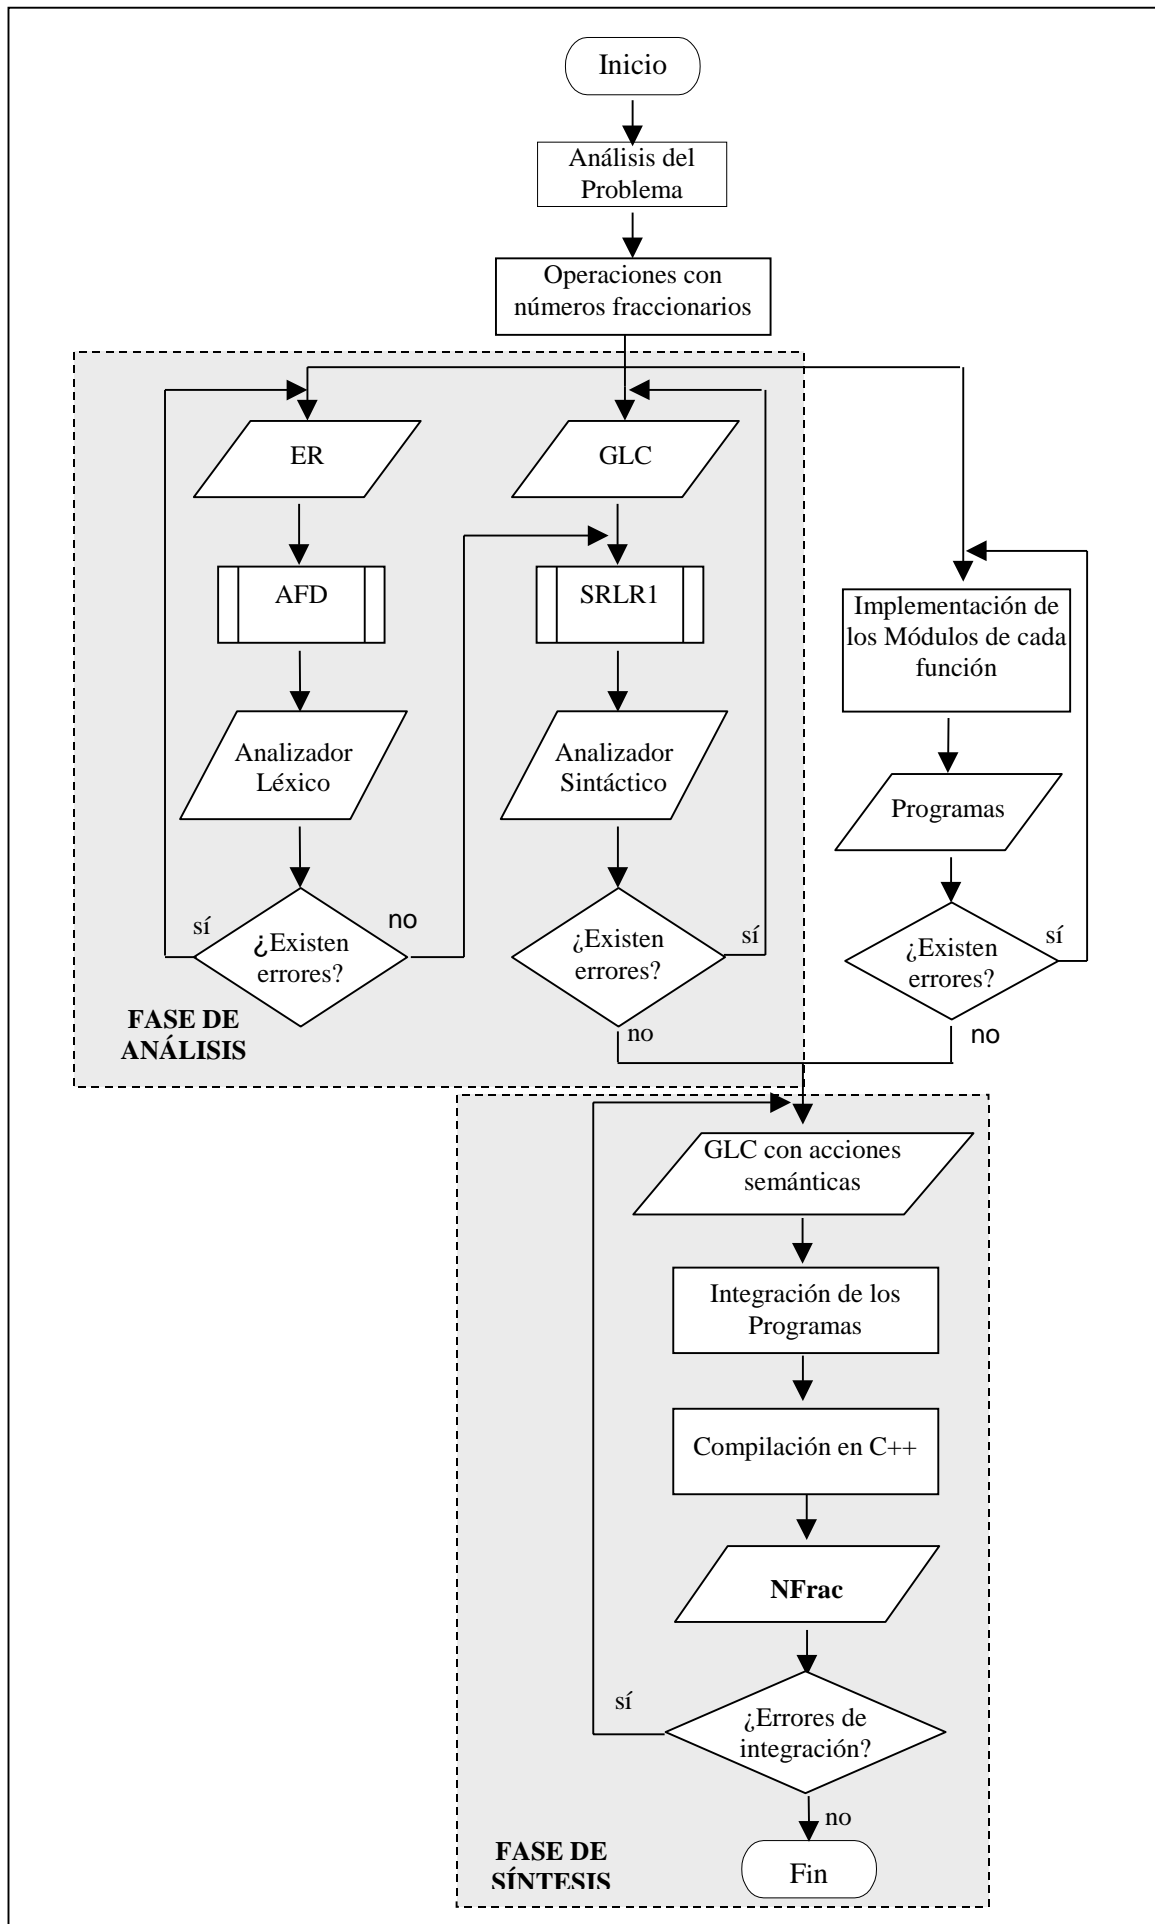 Inicio
Análisis del
Problema
Operaciones con
números fraccionarios
ER
GLC
AFD
SRLR1
Implementación de
los Módulos de cada
función
Analizador
Léxico
Analizador
Sintáctico
Programas
sí
¿Existen
errores?
no
¿Existen
errores?
sí
¿Existen
errores?
sí
FASE DE
ANÁLISIS
no
no
GLC con acciones
semánticas
Integración de los
Programas
Compilación en C++
NFrac
sí
¿Errores de
integración?
no
FASE DE
SÍNTESIS
Fin